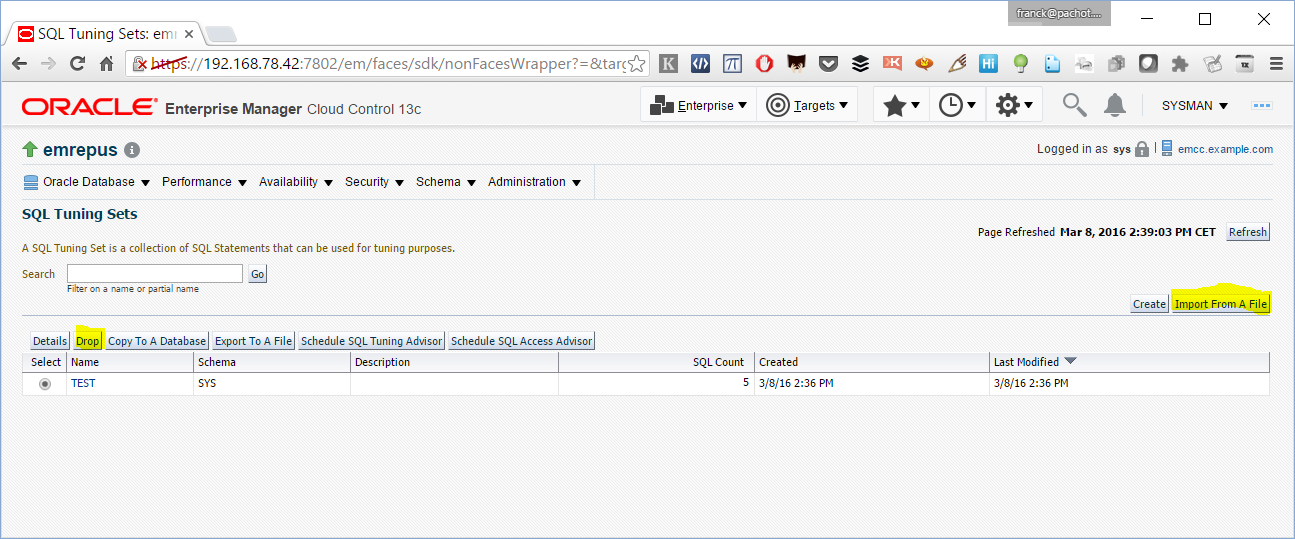 franck@pachot....
SQL Tuning Sets: emr
https://192.168.78.42:7802/em/faces/sdk/nonFacesWrapper?=&targ
ORACLE Enterprise Manager Cloud Control 13c Enterprise Targets SYSMAN
emrepus Logged in as sys emcc.example.com
Oracle Database Performance Availability Security Schema Administration
SQL Tuning Sets
Page Refreshed Mar 8, 2016 2:39:03 PM CET Refresh
A SQL Tuning Set is a collection of SQL Statements that can be used for tuning purposes.
Search Go
Filter on a name or partial name
Create Import From A File
Details Drop Copy To A Database Export To A File Schedule SQL Tuning Advisor Schedule SQL Access Advisor
Select Name Schema Description SQL Count Created Last Modified
TEST SYS 5 3/8/16 2:36 PM 3/8/16 2:36 PM